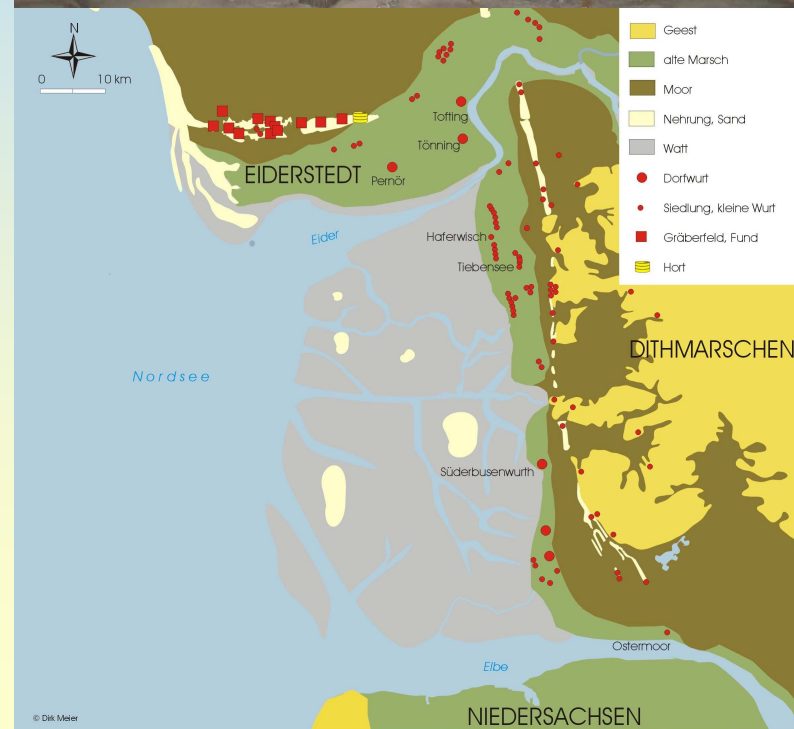 N
0 10 km
Geest
alte Marsch
Moor
Nehrung, Sand
Watt
Dorfwurt
Siedlung, kleine Wurt
Gräberfeld, Fund
Hort
Tofting
Tönning
EIDERSTEDT
Pernör
Eider
Haferwisch
Tiebensee
Nordsee
DITHMARSCHEN
Süderbusenwurth
Ostermoor
Elbe
NIEDERSACHSEN
© Dirk Meier